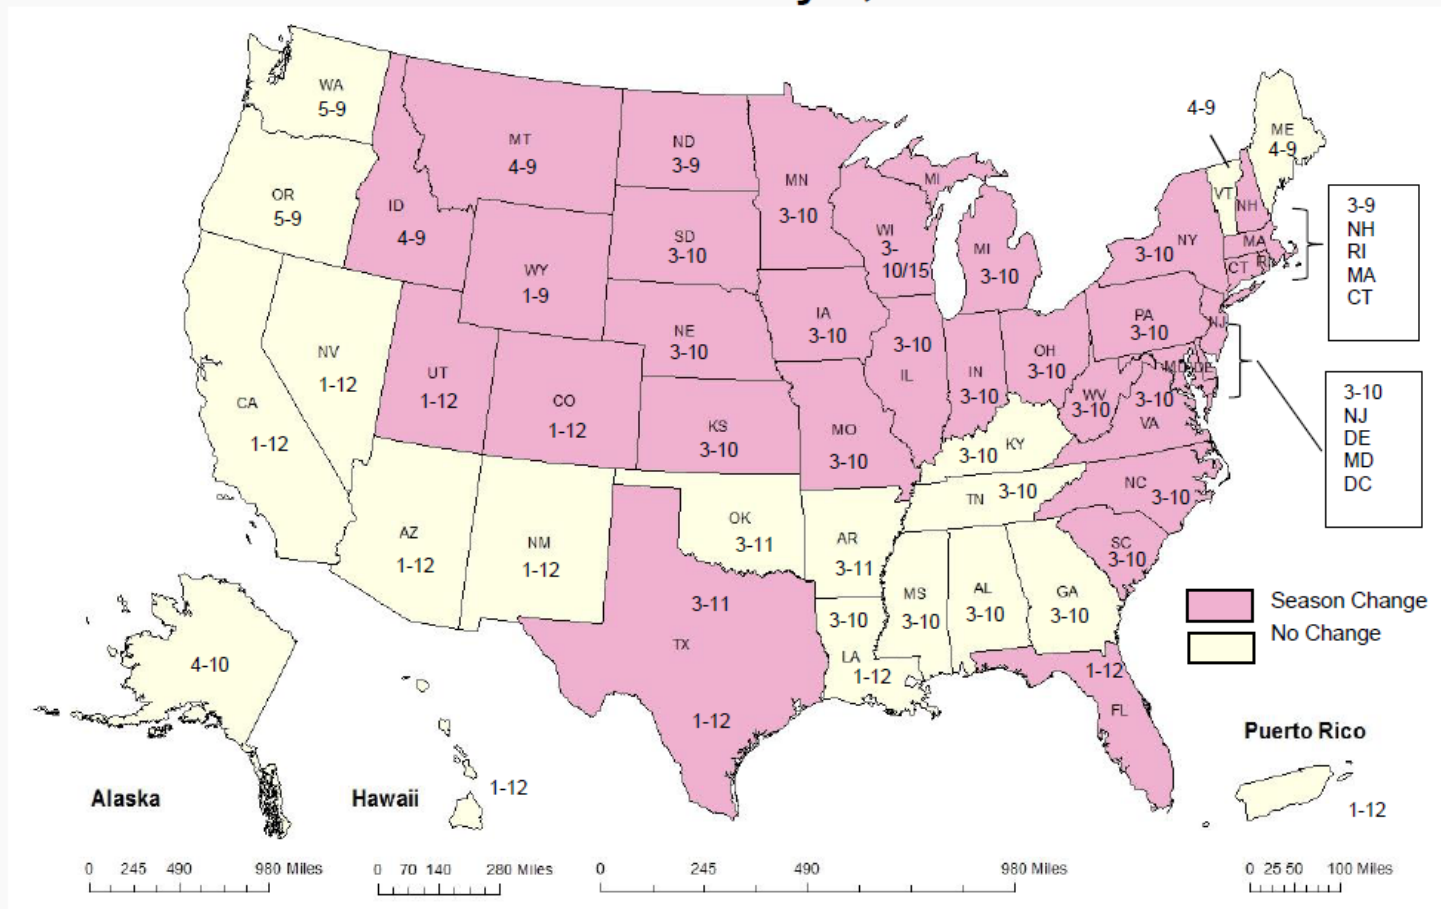 WA
5-9
MT
4-9
ND
3-9
MN
3-10
4-9
ME
4-9
OR
5-9
ID
4-9
WY
1-9
SD
3-10
WI
3-
10/15
MI
MI
3-10
NY
3-10
VT
NH
MA
CT
RI
3-9
NH
RI
MA
CT
NV
1-12
UT
1-12
CO
1-12
NE
3-10
IA
3-10
3-10
IL
IN
3-10
OH
3-10
PA
3-10
NJ
MD
DE
WV
3-10
3-10
VA
3-10
NJ
DE
MD
DC
CA
1-12
KS
3-10
MO
3-10
KY
3-10
TN
3-10
NC
3-10
AZ
1-12
NM
1-12
OK
3-11
AR
3-11
SC
3-10
MS
3-10
AL
3-10
GA
3-10
3-11
TX
1-12
3-10
LA
1-12
1-12
FL
Season Change
No Change
4-10
Alaska
Hawaii
1-12
Puerto Rico
1-12
0 245 490 980 Miles
0 70 140 280 Miles
0 245 490 980 Miles
0 25 50 100 Miles